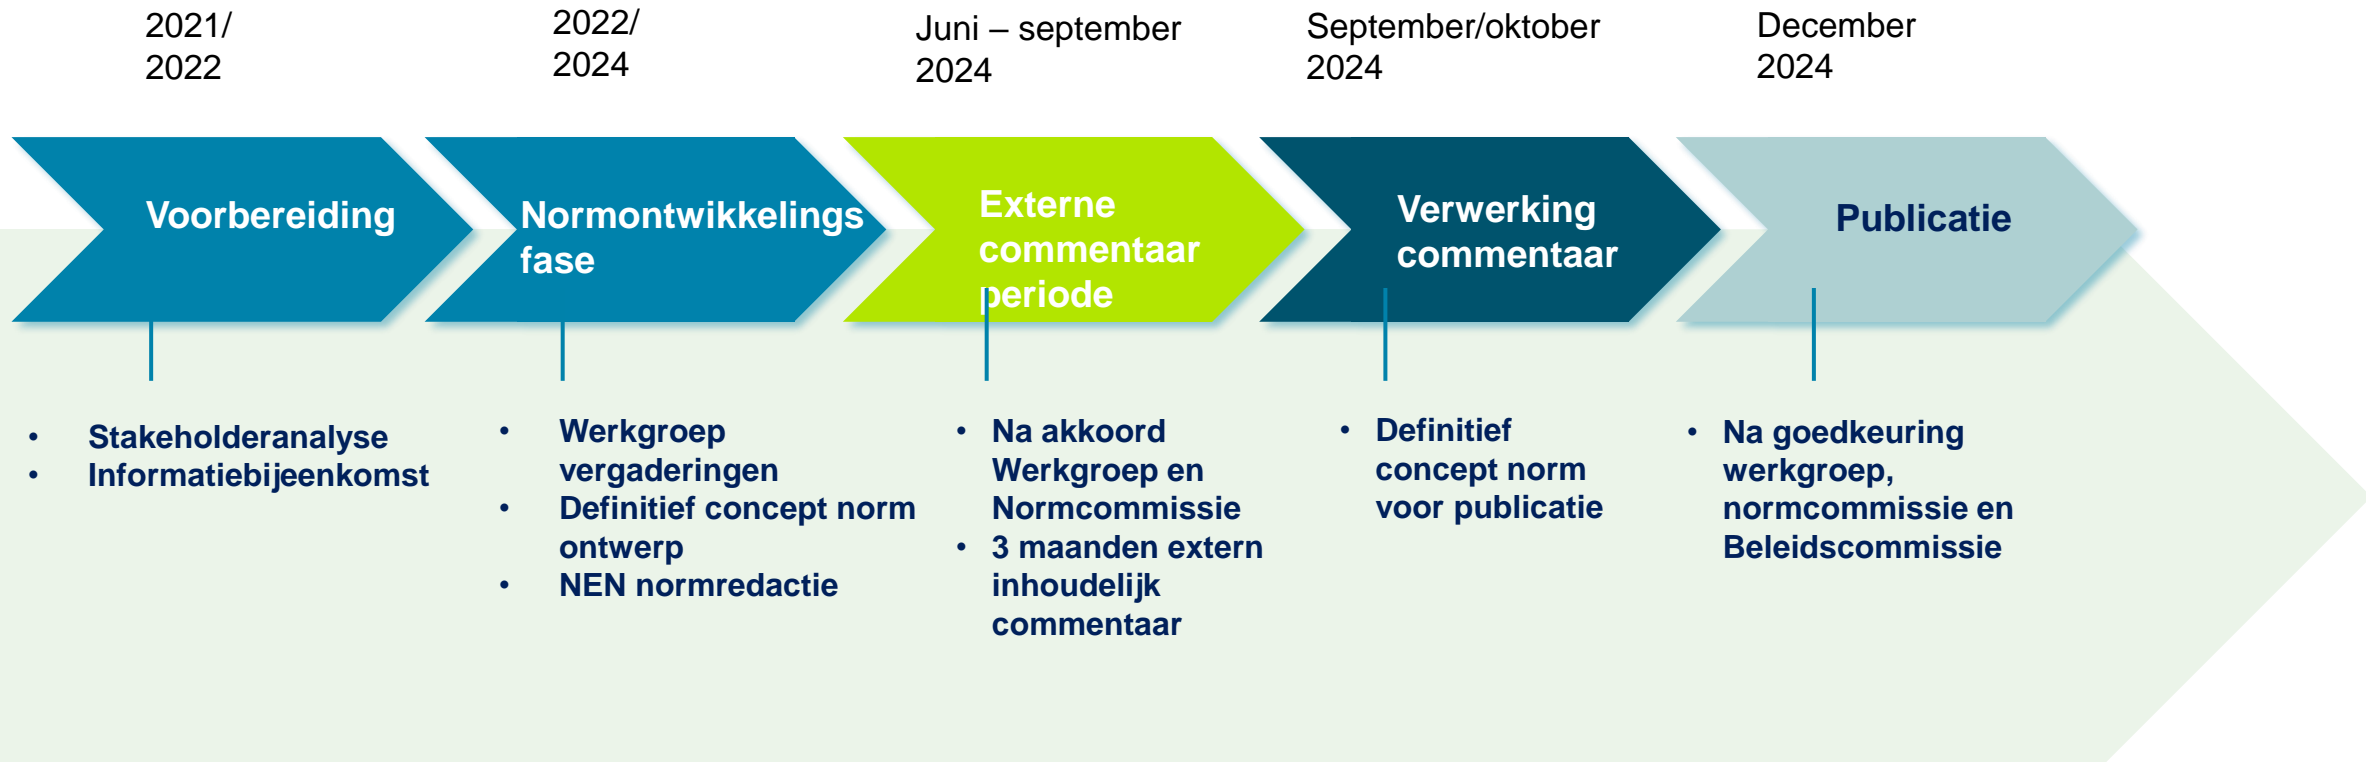 2021/
2022
2022/
2024
Juni – september
2024
September/oktober
2024
December
2024
Voorbereiding
Normontwikkelings
fase
Externe
commentaar
periode
Verwerking
commentaar
Publicatie
• Stakeholderanalyse
• Informatiebijeenkomst
• Werkgroep
vergaderingen
• Definitief concept norm
ontwerp
• NEN normredactie
• Na akkoord
Werkgroep en
Normcommissie
• 3 maanden extern
inhoudelijk
commentaar
• Definitief
concept norm
voor publicatie
• Na goedkeuring
werkgroep,
normcommissie en
Beleidscommissie